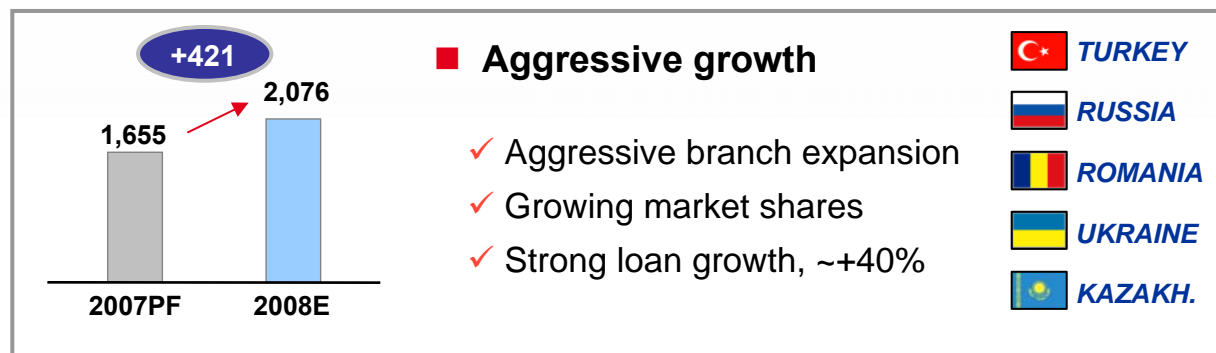 +421
2,076
1,655
2007PF 2008E
■ Aggressive growth
✓ Aggressive branch expansion
✓ Growing market shares
✓ Strong loan growth, ~+40%
TURKEY
RUSSIA
ROMANIA
UKRAINE
KAZAKH.